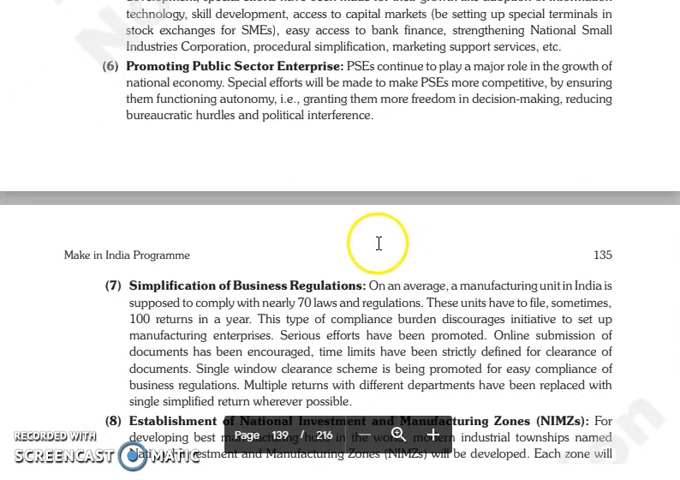 technology, skill development, access to capital markets (be setting up special terminals in
stock exchanges for SMEs), easy access to bank finance, strengthening National Small
Industries Corporation, procedural simplification, marketing support services, etc.
(6) Promoting Public Sector Enterprise: PSEs continue to play a major role in the growth of
national economy. Special efforts will be made to make PSEs more competitive, by ensuring
them functioning autonomy, i.e., granting them more freedom in decision-making, reducing
bureaucratic hurdles and political interference.
Make in India Programme 135
(7) Simplification of Business Regulations: On an average, a manufacturing unit in India is
supposed to comply with nearly 70 laws and regulations. These units have to file, sometimes,
100 returns in a year. This type of compliance burden discourages initiative to set up
manufacturing enterprises. Serious efforts have been promoted. Online submission of
documents has been encouraged, time limits have been strictly defined for clearance of
documents. Single window clearance scheme is being promoted for easy compliance of
business regulations. Multiple returns with different departments have been replaced with
single simplified return wherever possible.
(8) Establishment of National Investment and Manufacturing Zones (NIMZs): For
developing best manufacturing in the world, modern industrial townships named
Investment and Manufacturing Zones (NIMZs) will be developed. Each zone will
Page 139 / 216
RECORDED WITH
SCREENCAST MATIC